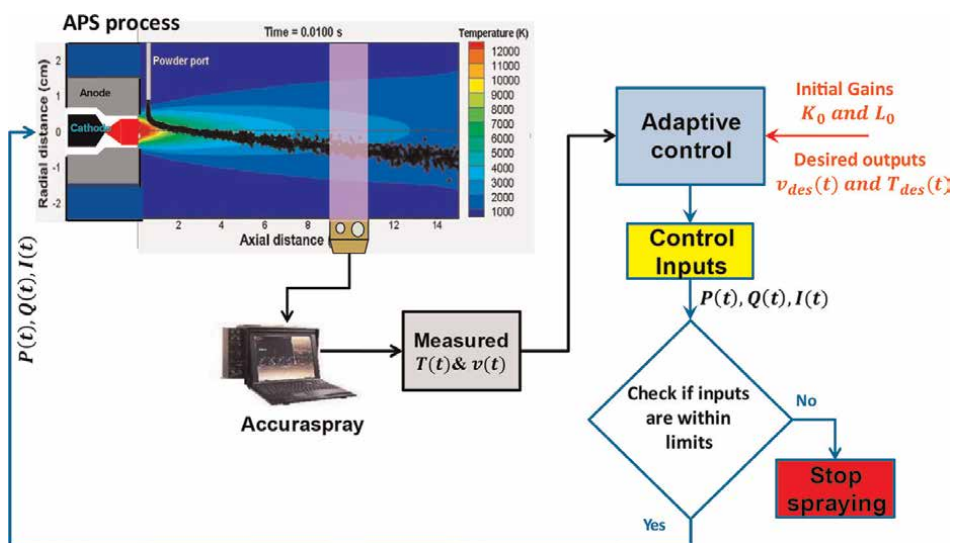 APS process
Time = 0.0100 s
Temperature (K)
Radial distance (cm)
2
1
0
-1
-2
Powder port
Anode
Cathode
12000
11000
10000
9000
8000
7000
6000
5000
4000
3000
2000
1000
2
4
6
8
12
14
Axial distance (
P(t), Q(t), I(t)
Accuraspray
Measured
T(t)& v(t)
Adaptive
control
Initial Gains
K₀ and L₀
Desired outputs
v_des(t) and T_des(t)
Control
Inputs
P(t), Q(t), I(t)
Check if inputs
are within
limits
No
Stop
spraying
Yes